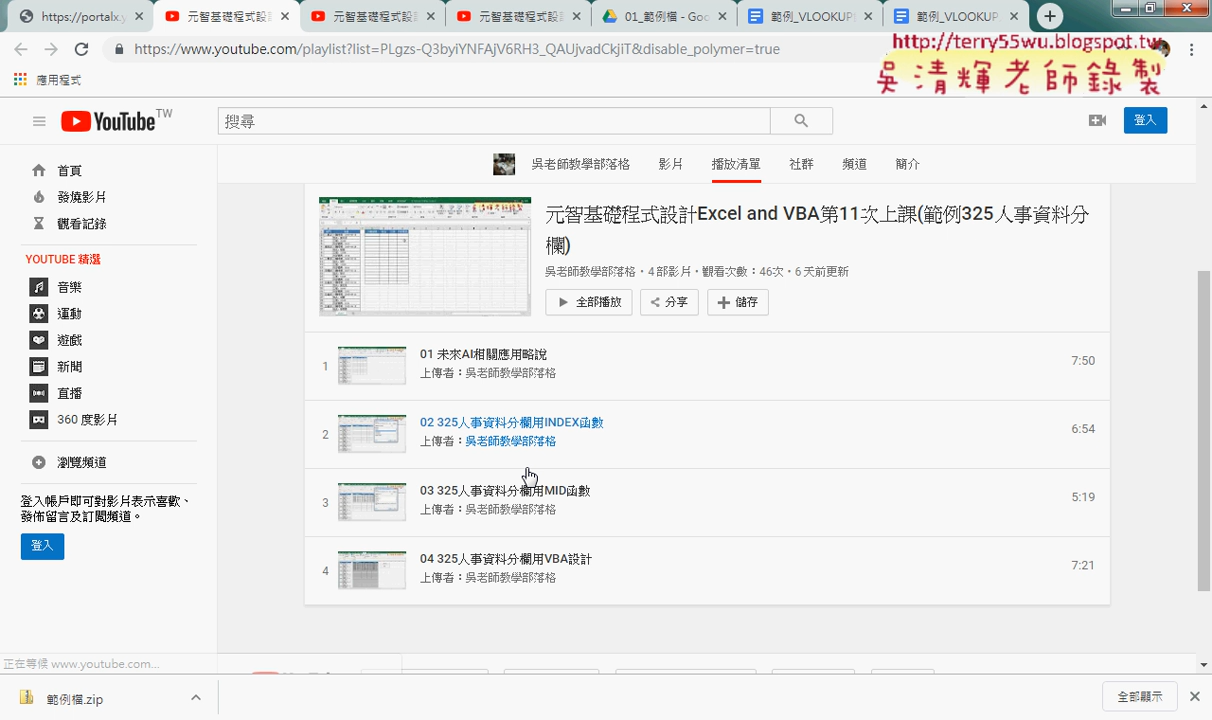 https://portalx.y
元智基礎程式設
元智基礎程式設
元智基礎程式設
01_範例檔 - Goo
範例_VLOOKUP
範例_VLOOKUP
https://www.youtube.com/playlist?list=PLgzs-Q3byiYNFAjV6RH3_QAUjvadCkJiT&disable_polymer=true
http://terry55wu.blogspot.tw
吳清輝老師錄製
應用程式
YouTube TW
搜尋
登入
首頁
發燒影片
觀看記錄
YOUTUBE 精選
音樂
運動
遊戲
新聞
直播
360 度影片
瀏覽頻道
登入帳戶即可對影片表示喜歡、
發佈留言及訂閱頻道。
登入
吳老師教學部落格 影片 播放清單 社群 頻道 簡介
元智基礎程式設計Excel and VBA第11次上課(範例325人事資料分
欄)
吳老師教學部落格・4 部影片・觀看次數：46次・6 天前更新
全部播放 分享 儲存
1 01 未來AI相關應用略說 7:50
上傳者：吳老師教學部落格
2 02 325人事資料分欄用INDEX函數 6:54
上傳者：吳老師教學部落格
3 03 325人事資料分欄用MID函數 5:19
上傳者：吳老師教學部落格
4 04 325人事資料分欄用VBA設計 7:21
上傳者：吳老師教學部落格
正在等候 www.youtube.com...
範例檔.zip
全部顯示